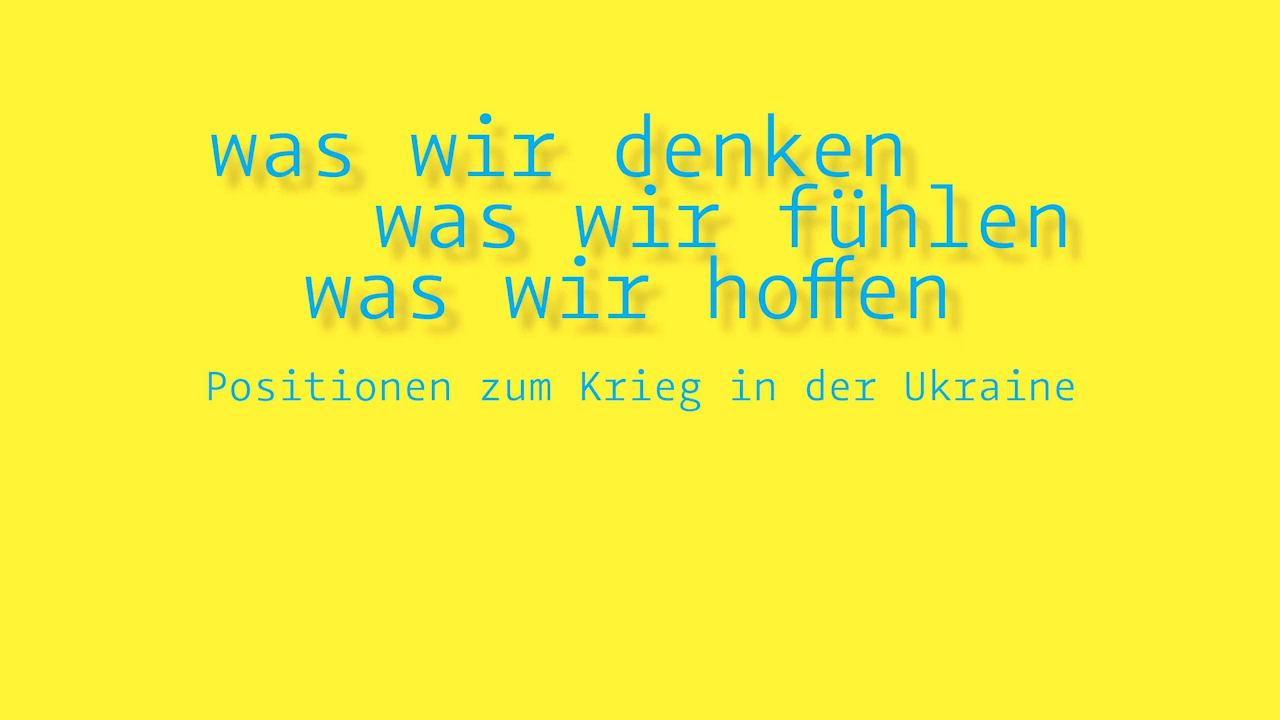 was wir denken
was wir fühlen
was wir hoffen
Positionen zum Krieg in der Ukraine